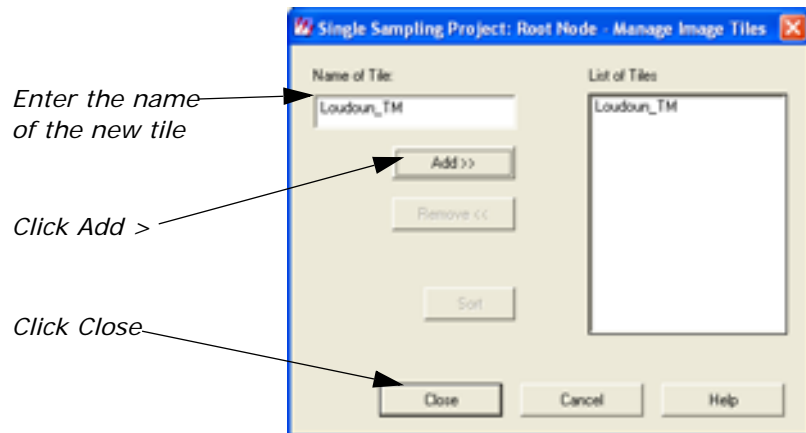 Single Sampling Project: Root Node - Manage Image Tiles
Name of Tile:
List of Tiles
Enter the name
of the new tile
Loudoun_TM
Loudoun_TM
Add >>
Click Add >
Remove <<
Sort
Click Close
Close
Cancel
Help